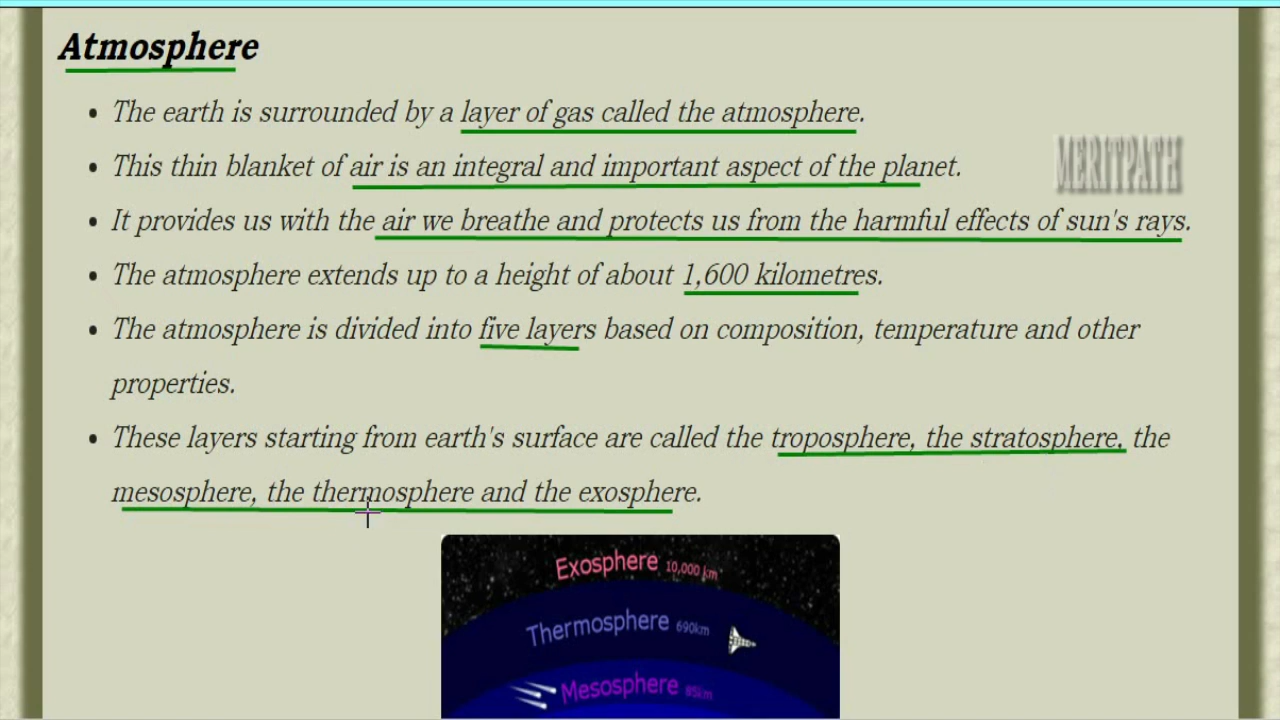 Atmosphere
• The earth is surrounded by a layer of gas called the atmosphere.
MERITPATH
• This thin blanket of air is an integral and important aspect of the planet.
• It provides us with the air we breathe and protects us from the harmful effects of sun's rays.
• The atmosphere extends up to a height of about 1,600 kilometres.
• The atmosphere is divided into five layers based on composition, temperature and other
properties.
• These layers starting from earth's surface are called the troposphere, the stratosphere, the
mesosphere, the thermosphere and the exosphere.
Exosphere 10,000 km
Thermosphere 690km
Mesosphere 85km